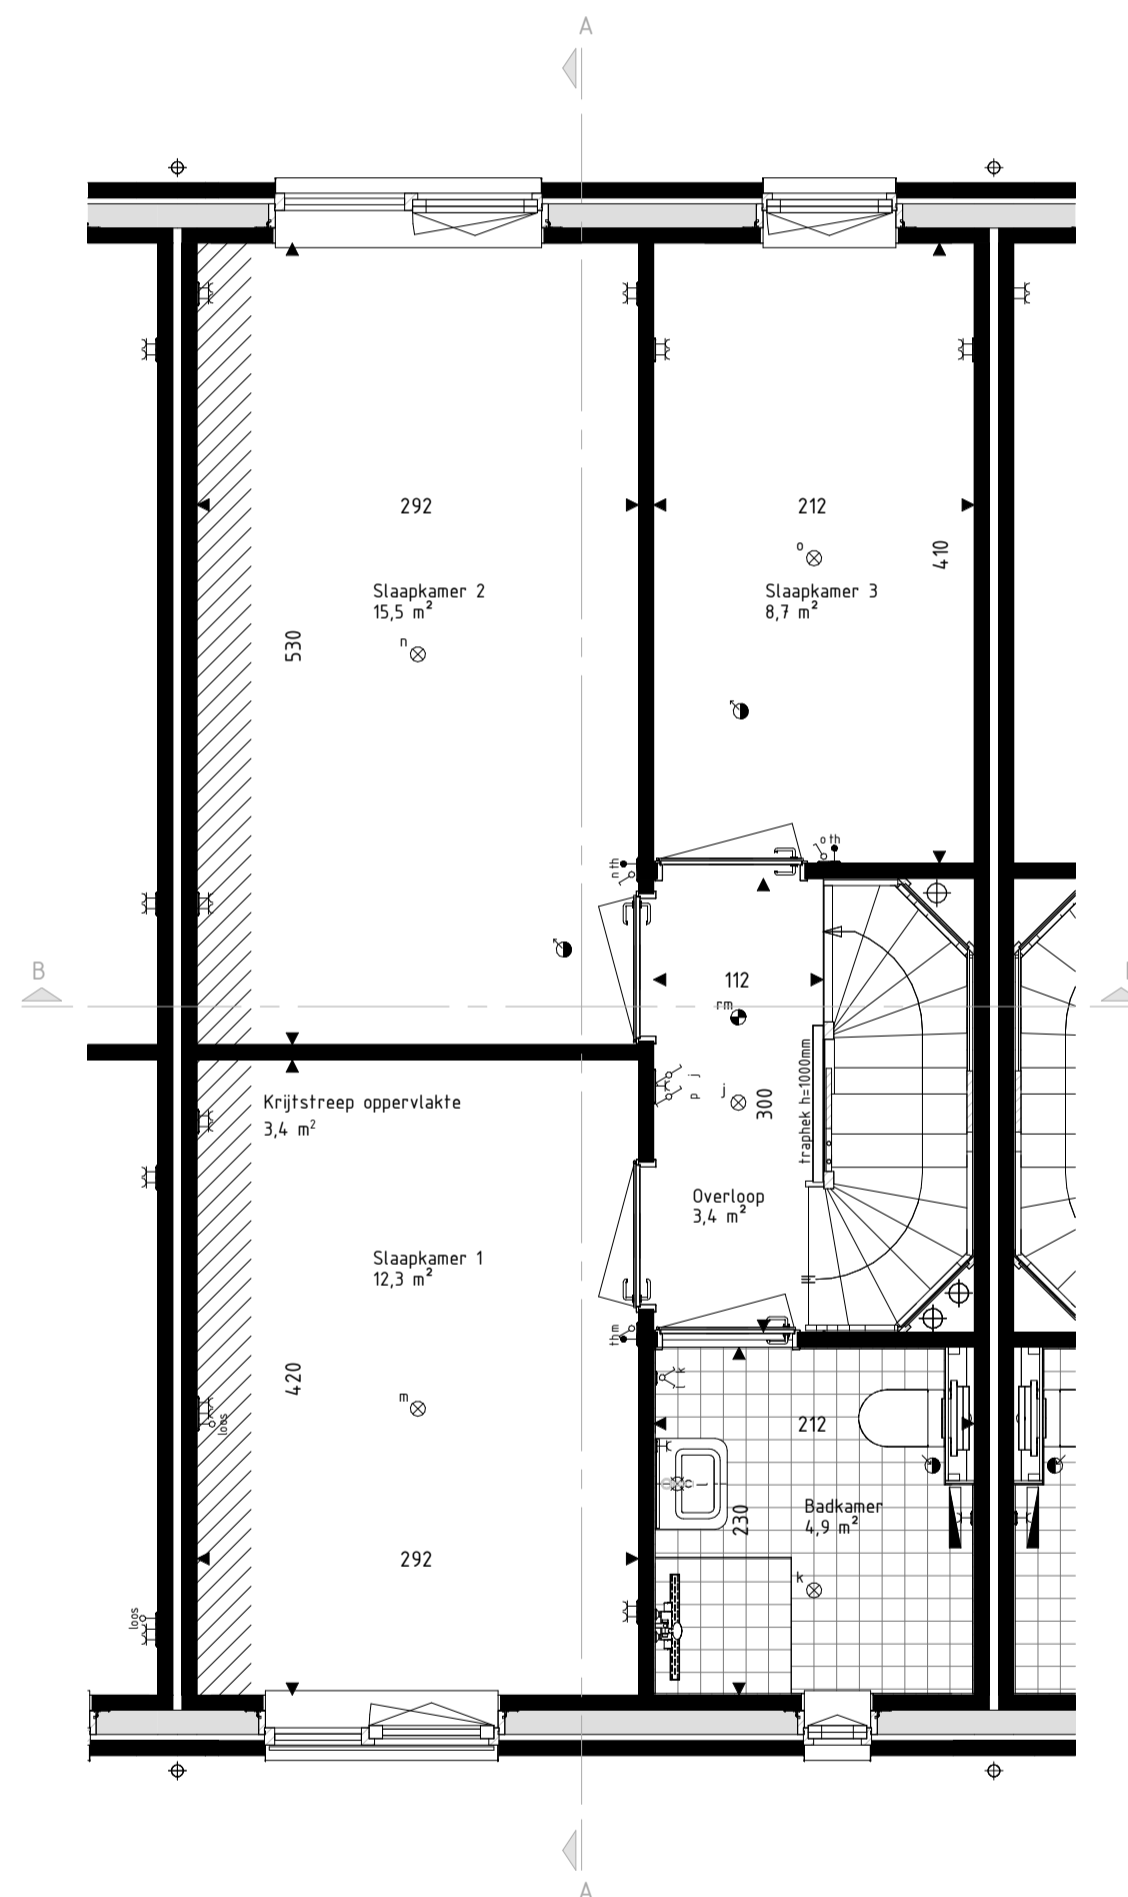 A
292
212
o
410
Slaapkamer 2
15,5 m²
Slaapkamer 3
8,7 m²
530
n
o th
n th
B
112
rm
traphek h=1000mm
Krijtstreep oppervlakte
3,4 m²
p j
j
300
Overloop
3,4 m²
Slaapkamer 1
12,3 m²
thm
420
l k
m
loos
212
l
230
Badkamer
4,9 m²
292
k
loos
A